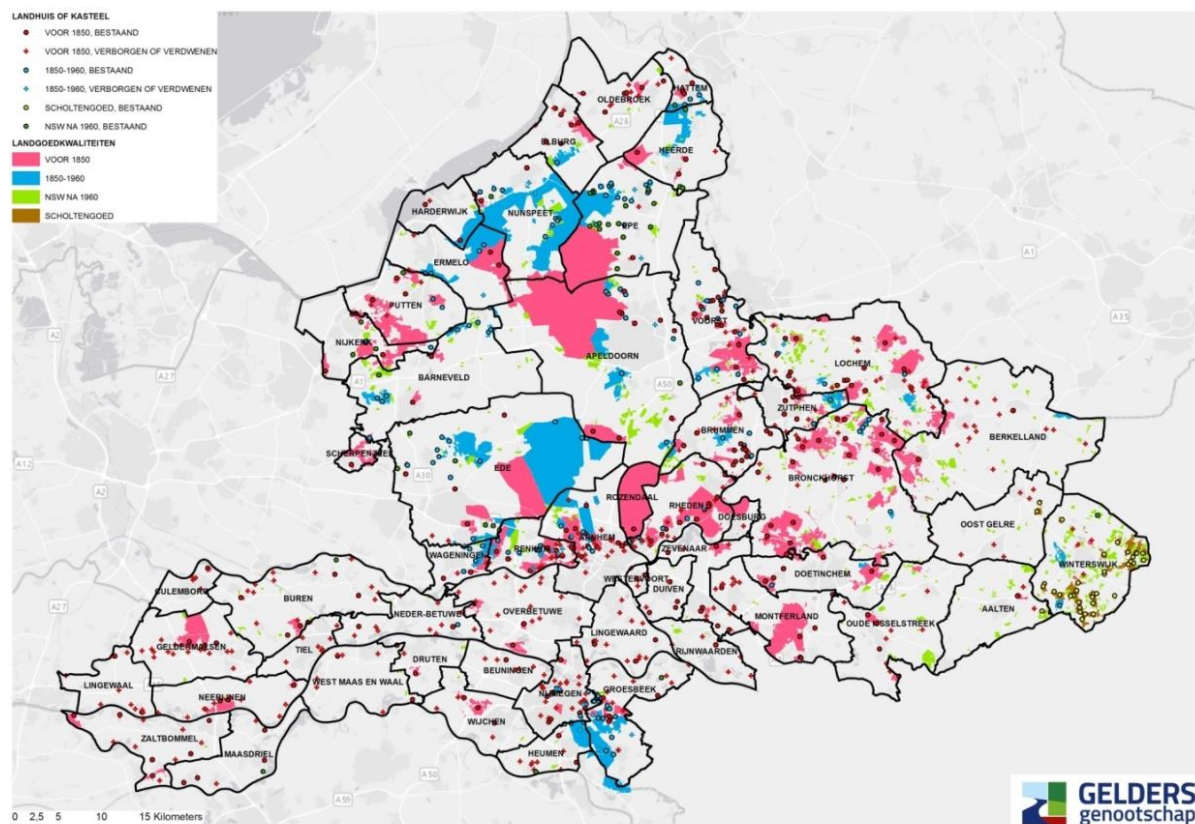 LANDHUIS OF KASTEEL
VOOR 1850, BESTAAND
VOOR 1850, VERBORGEN OF VERDWENEN
1850-1960, BESTAAND
1850-1960, VERBORGEN OF VERDWENEN
SCHOLTENGOED, BESTAAND
NSW NA 1960, BESTAAND
LANDGOEDKWALITEITEN
VOOR 1850
1850-1960
NSW NA 1960
SCHOLTENGOED
OLDEBROEK
HATTEM
A28
ELBURG
HEERDE
HARDERWIJK
NUNSPEET
EPE
ERMELO
A1
PUTTEN
VOORST
A35
A2
NIJKERK
APELDOORN
LOCHEM
A27
A1
BARNEVELD
A50
ZUTPHEN
BRUMMEN
BERKELLAND
SCHERPENZEEL
A12
EDE
A30
BRONCKHORST
A2
ROZENDAAL
RHEDEN
DOESBURG
OOST GELRE
ARNHEM
WAGENINGEN
RENKUM
ZEVENAAR
WINTERSWIJK
DOETINCHEM
WESTERVOORT
DUIVEN
A27
CULEMBORG
BUREN
NEDER-BETUWE
OVERBETUWE
AALTEN
MONTFERLAND
OUDE IJSSELSTREEK
LINGEWAARD
GELDERMALSEN
TIEL
RIJNWAARDEN
DRUTEN
BEUNINGEN
LINGEWAAL
WEST MAAS EN WAAL
NIJMEGEN
GROESBEEK
NEERIJNEN
WIJCHEN
ZALTBOMMEL
MAASDRIEL
HEUMEN
A50
A59
0 2,5 5 10 15 Kilometers
GELDERS
genootschap